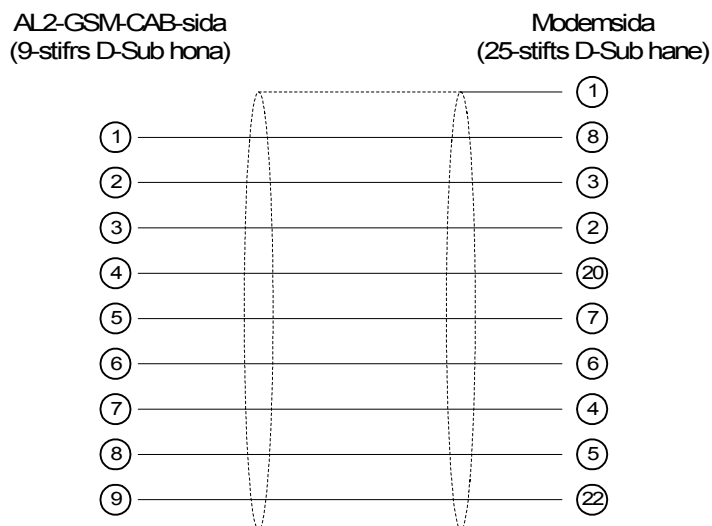 AL2-GSM-CAB-sida
(9-stifrs D-Sub hona)
Modemsida
(25-stifts D-Sub hane)
1
1 8
2 3
3 2
4 20
5 7
6 6
7 4
8 5
9 22